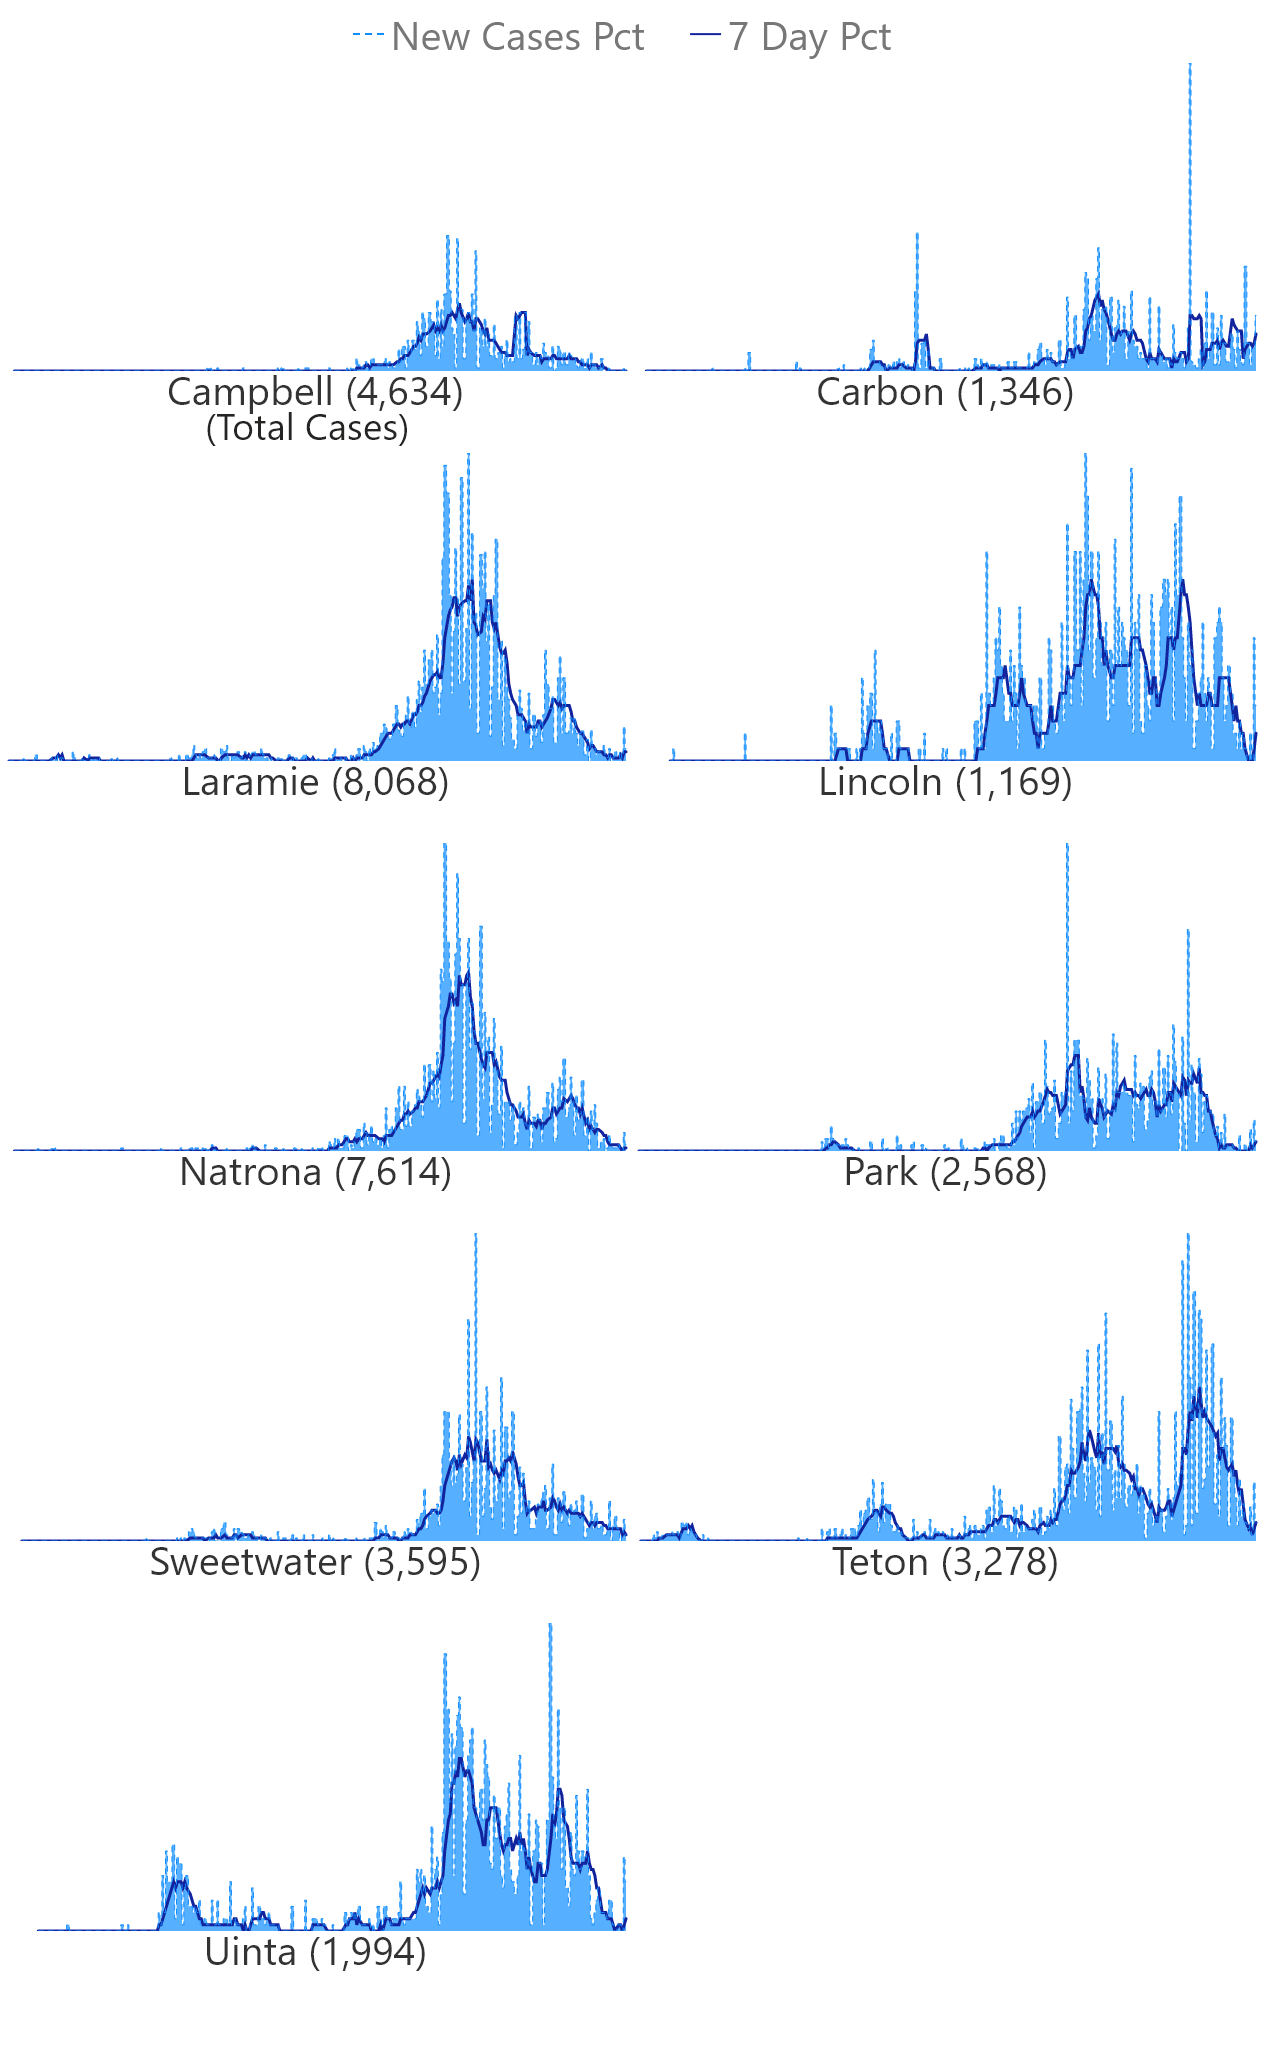 New Cases Pct 7 Day Pct
Campbell (4,634) Carbon (1,346)
(Total Cases)
Laramie (8,068) Lincoln (1,169)
Natrona (7,614) Park (2,568)
Sweetwater (3,595) Teton (3,278)
Uinta (1,994)